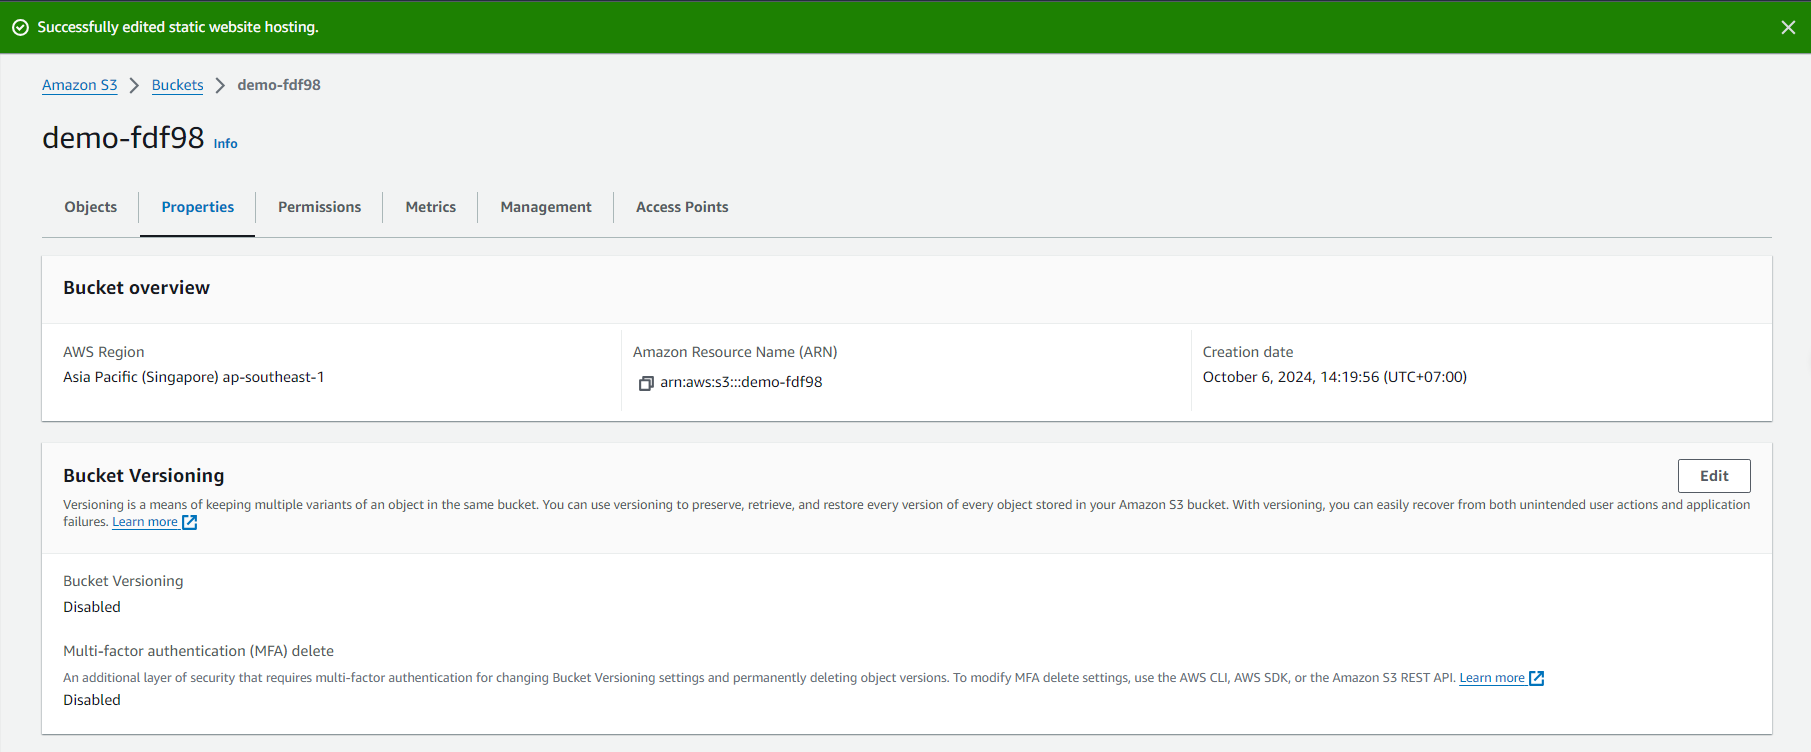 Successfully edited static website hosting.
Amazon S3 Buckets demo-fdf98
demo-fdf98 Info
Objects Properties Permissions Metrics Management Access Points
Bucket overview
AWS Region
Asia Pacific (Singapore) ap-southeast-1
Amazon Resource Name (ARN)
arn:aws:s3:::demo-fdf98
Creation date
October 6, 2024, 14:19:56 (UTC+07:00)
Bucket Versioning
Edit
Versioning is a means of keeping multiple variants of an object in the same bucket. You can use versioning to preserve, retrieve, and restore every version of every object stored in your Amazon S3 bucket. With versioning, you can easily recover from both unintended user actions and application
failures. Learn more
Bucket Versioning
Disabled
Multi-factor authentication (MFA) delete
An additional layer of security that requires multi-factor authentication for changing Bucket Versioning settings and permanently deleting object versions. To modify MFA delete settings, use the AWS CLI, AWS SDK, or the Amazon S3 REST API. Learn more
Disabled